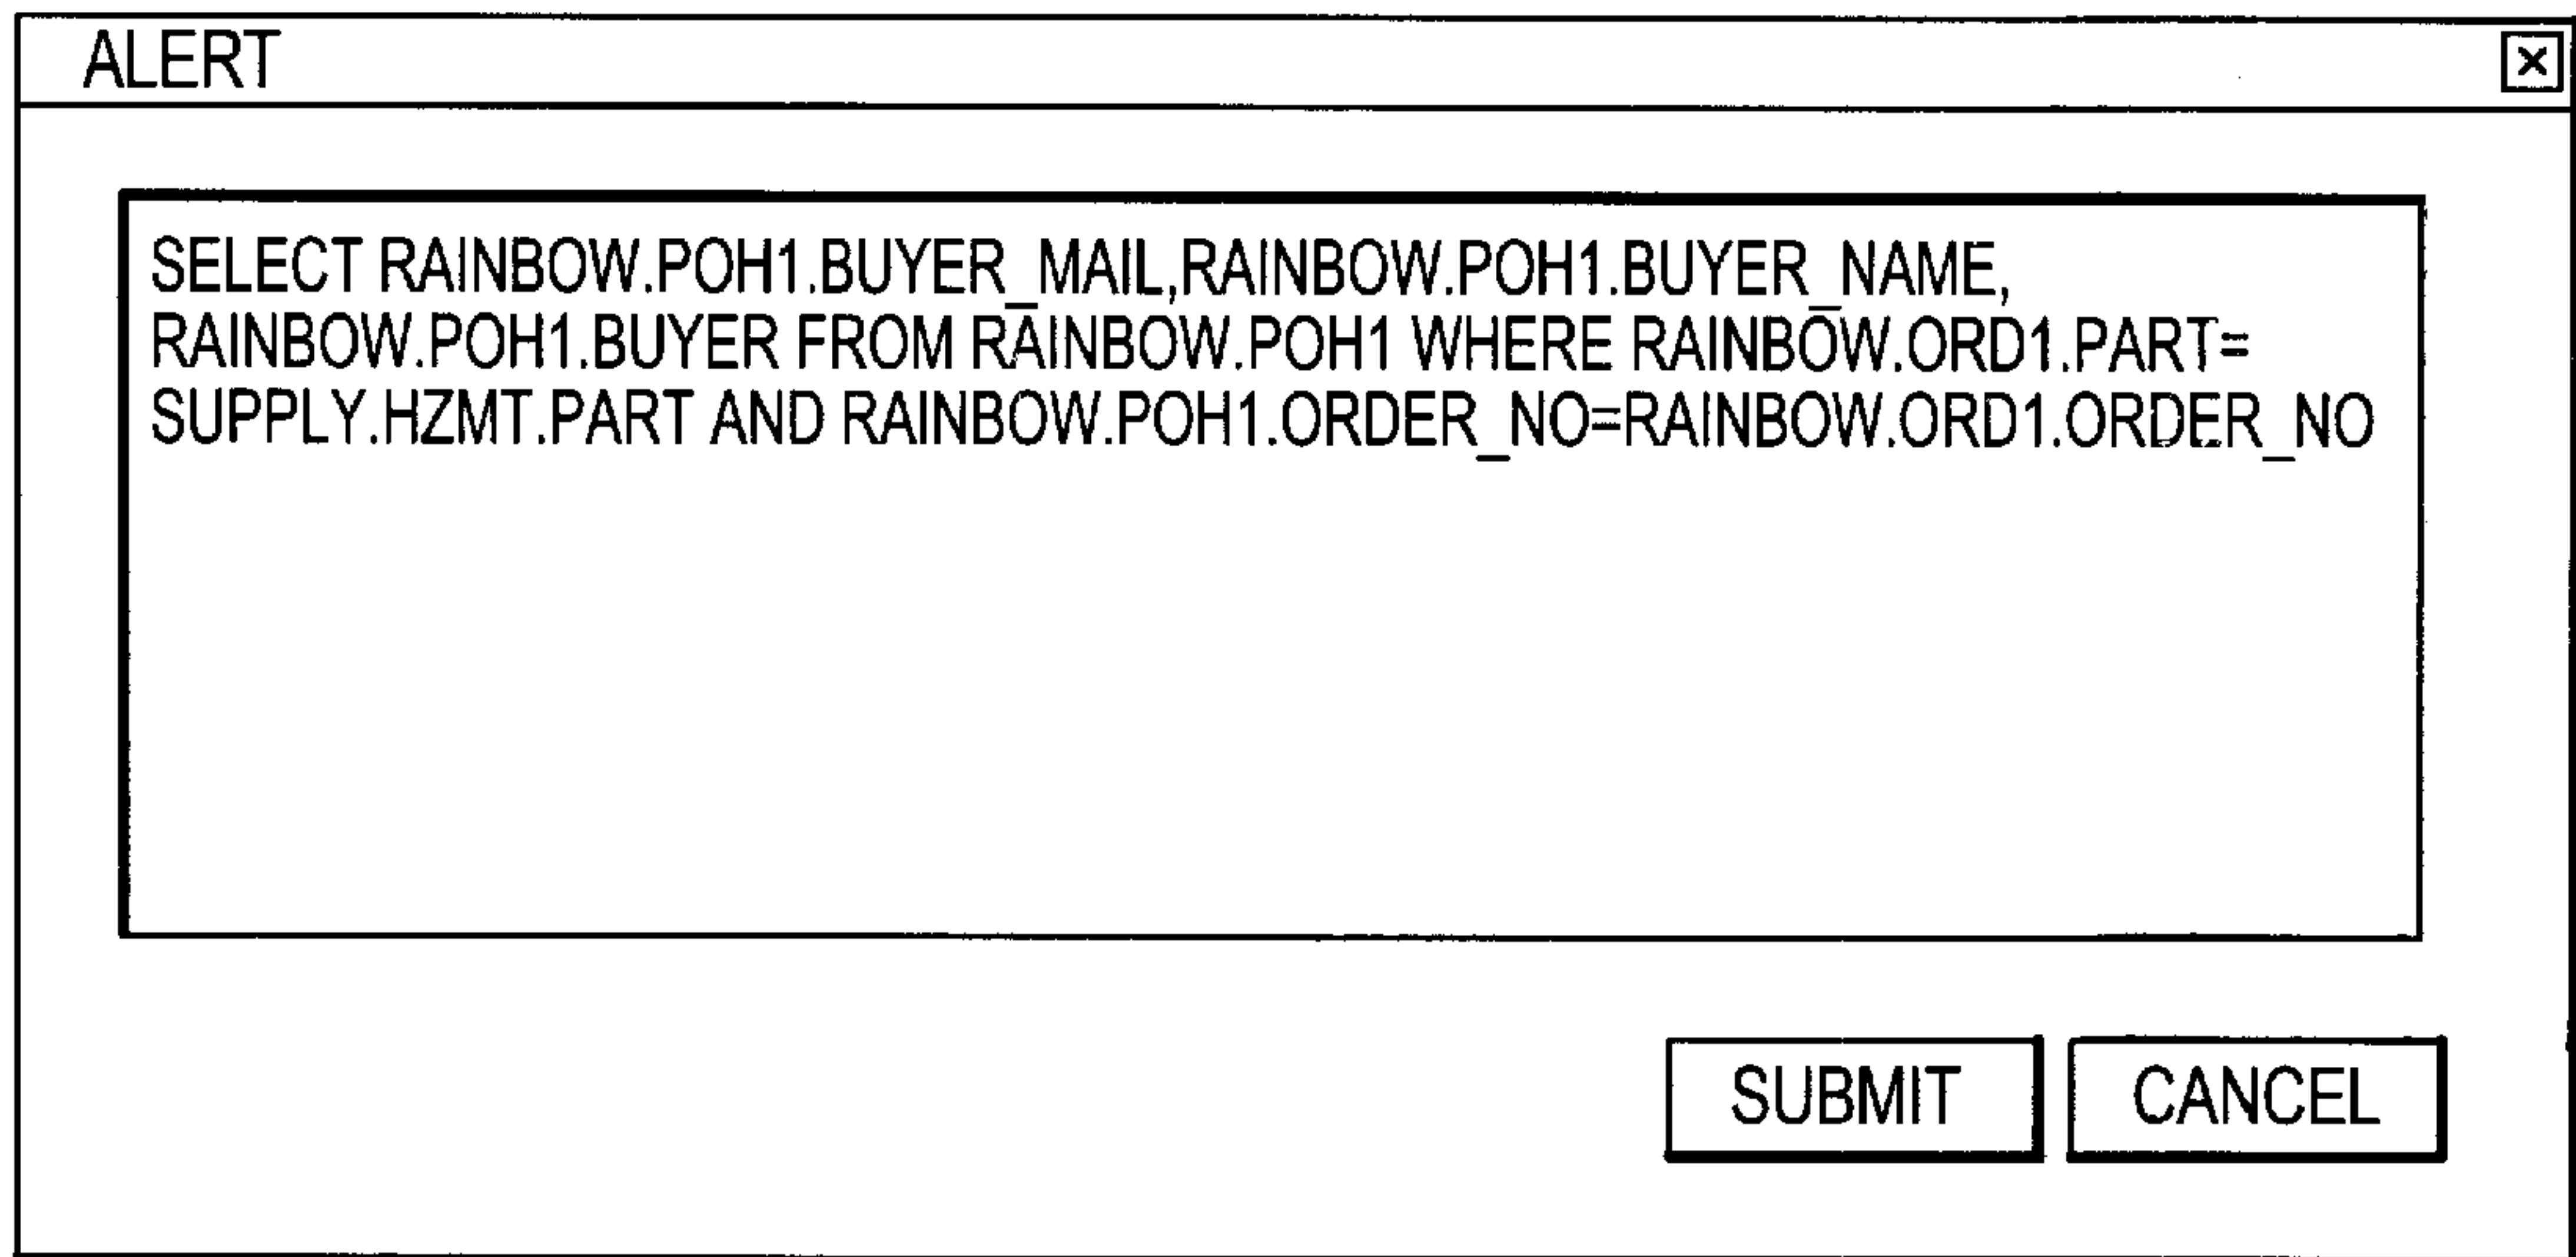 ALERT
SELECT RAINBOW.POH1.BUYER_MAIL,RAINBOW.POH1.BUYER_NAME,
RAINBOW.POH1.BUYER FROM RAINBOW.POH1 WHERE RAINBOW.ORD1.PART=
SUPPLY.HZMT.PART AND RAINBOW.POH1.ORDER_NO=RAINBOW.ORD1.ORDER_NO
SUBMIT CANCEL